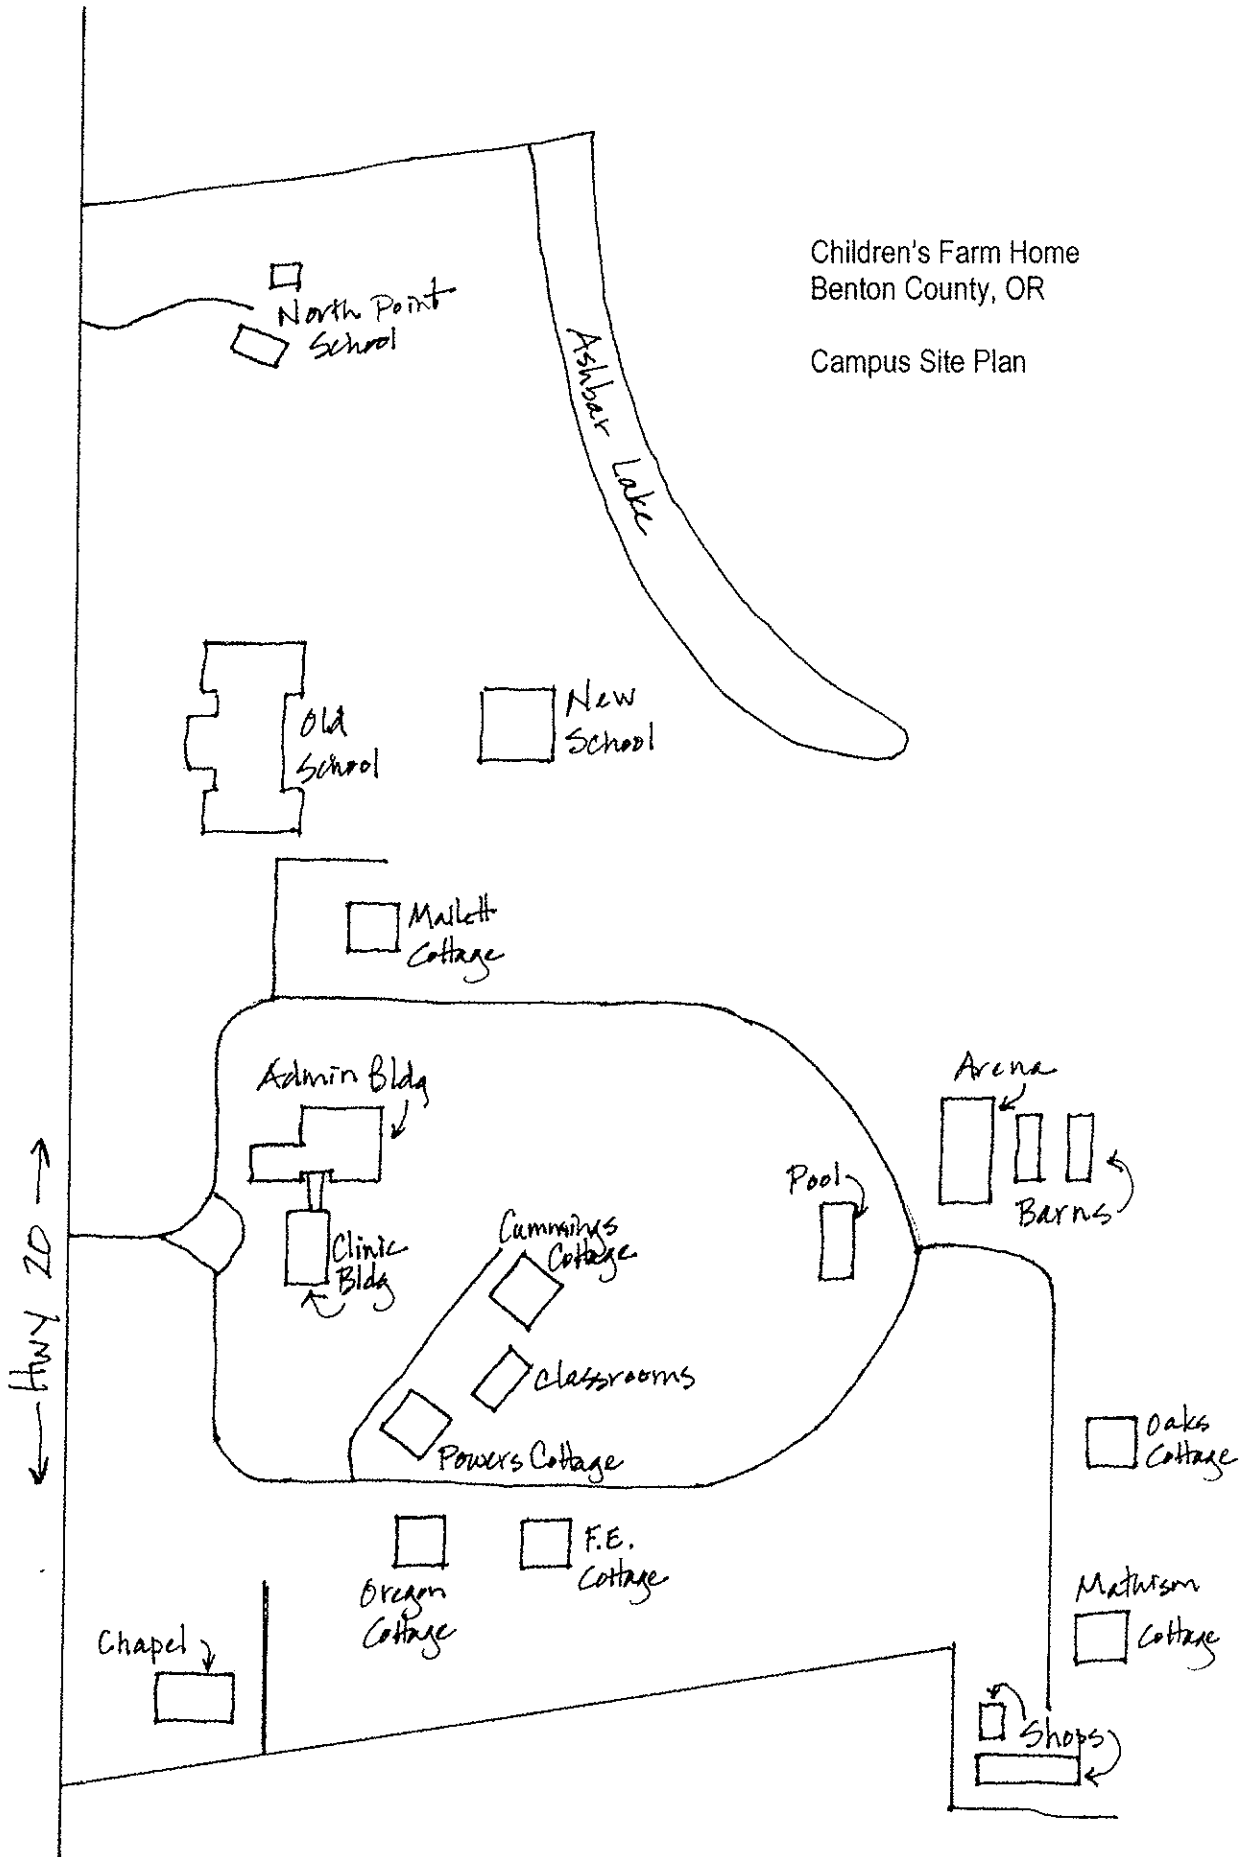 Children's Farm Home
Benton County, OR
Campus Site Plan
North Point
School
Ashbar Lake
Old
School
New
School
Mallett
Cottage
Admin Bldg
Arena
Barns
Pool
Cummings
Cottage
Clinic
Bldg
Hwy 20
Classrooms
Powers Cottage
Oaks
Cottage
F.E.
Cottage
Oregon
Cottage
Mathison
Cottage
Chapel
Shops